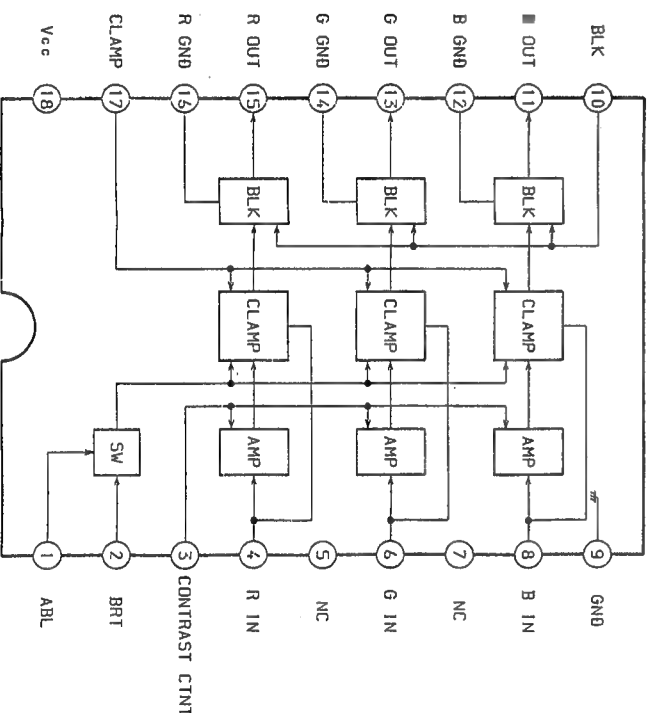 Vcc
CLAMP
R GND
R OUT
G GND
G OUT
B GND
OUT
BLK
18
17
16
15
14
13
12
11
10
BLK
BLK
BLK
CLAMP
CLAMP
CLAMP
SW
AMP
AMP
AMP
1
2
3
4
5
6
7
8
9
ABL
BRT
CONTRAST CTNT
R IN
NC
G IN
NC
B IN
GND